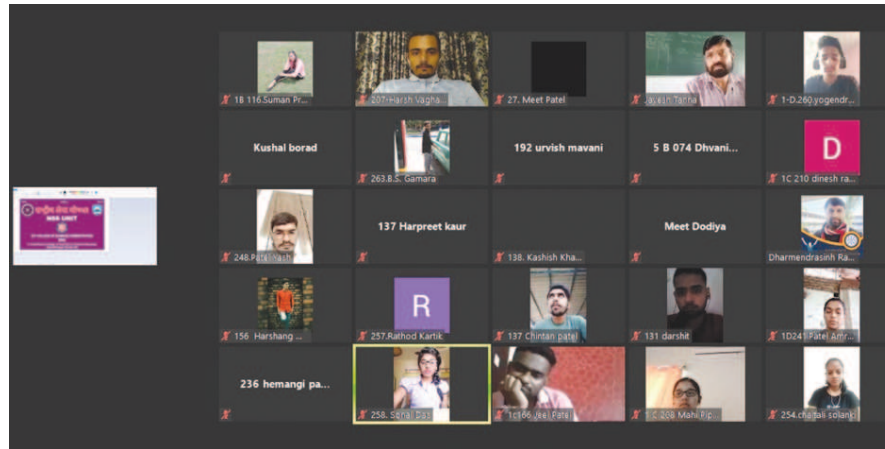 1B 116.Suman Pr...
207-Harsh Vagha...
27. Meet Patel
Jayesh Tanna
1-D.260.yogendr...
Kushal borad
263.B.S. Gamara
192 urvish mavani
5 B 074 Dhvani...
D
1C 210 dinesh ra...
राष्ट्रीय सेवा योजना
NSS UNIT
248.Patel Yash
137 Harpreet kaur
138. Kashish Kha...
Meet Dodiya
Dharmendrasinh Ra...
156 Harshang ...
R
257.Rathod Kartik
137 Chintan patel
131 darshit
1D241 Patel Amr...
236 hemangi pa...
258. Sonal Das
1c166 Jeel Patel
1 C 208 Mahi Pip...
254.chaitali solanki